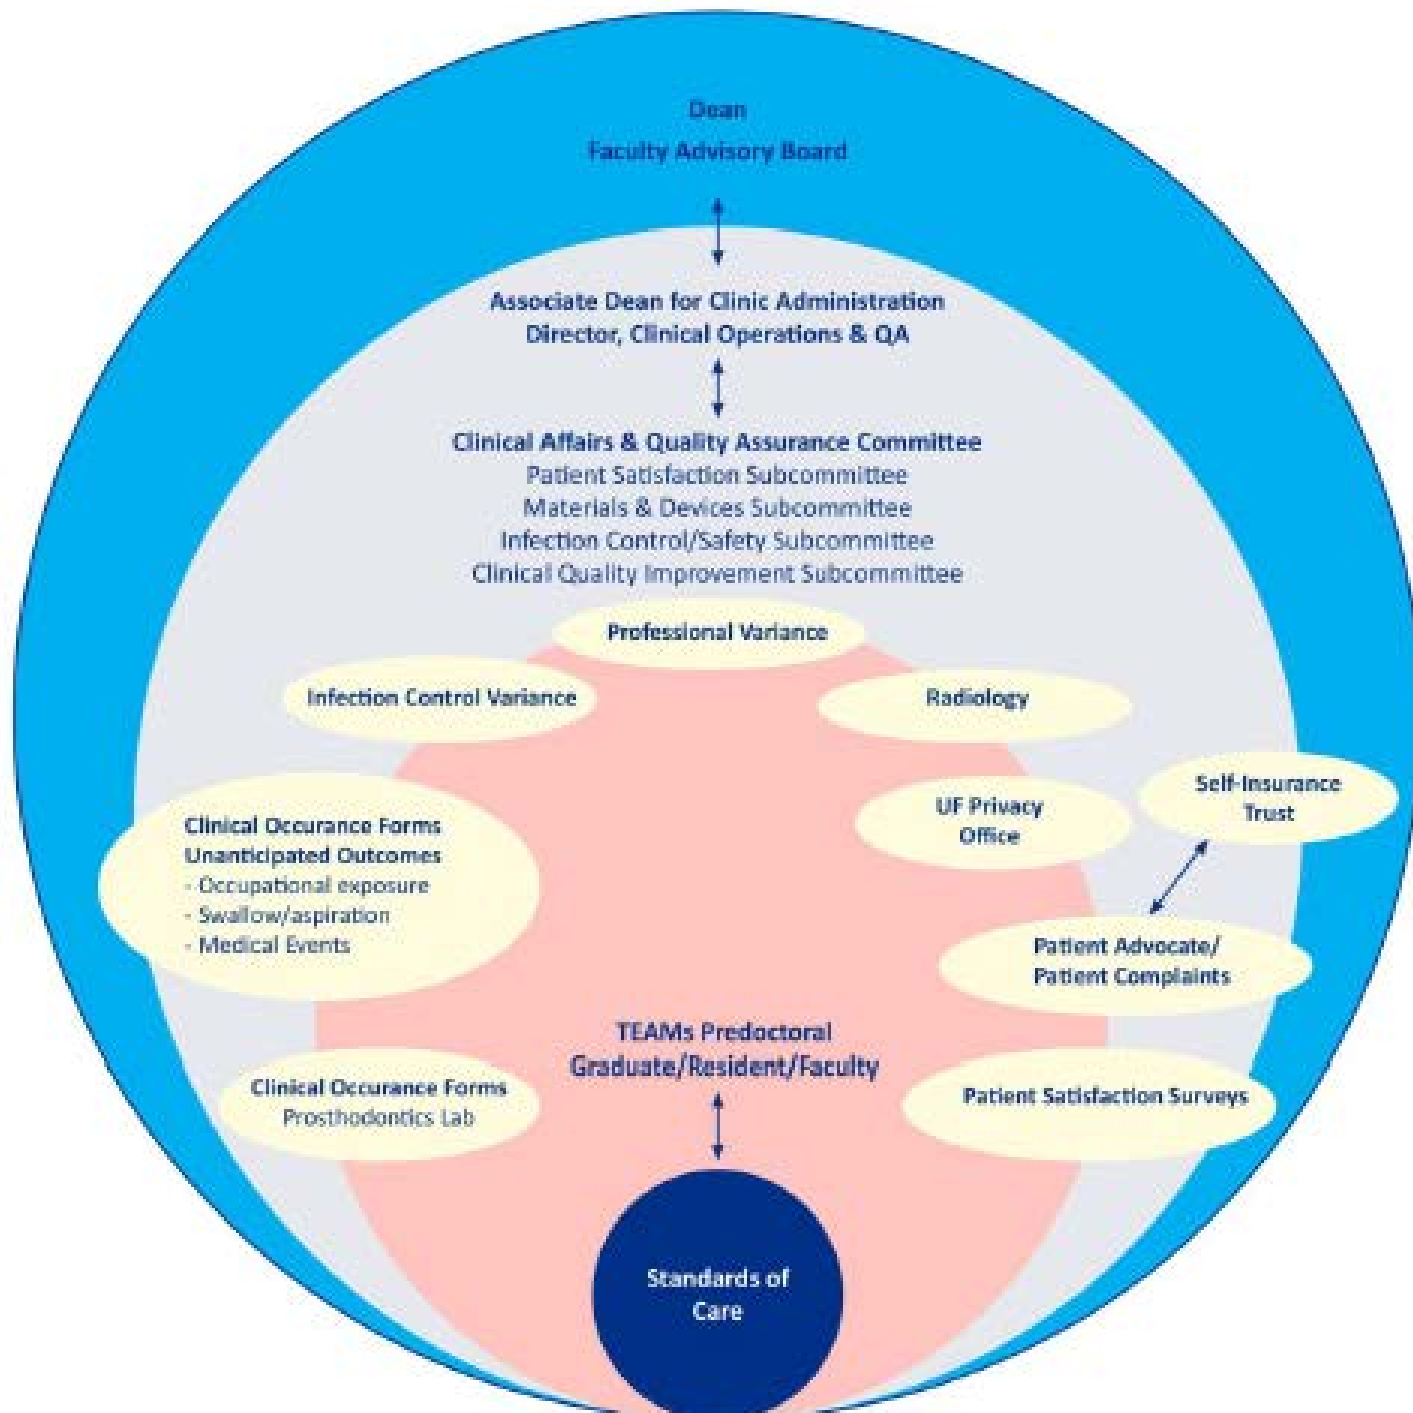 Dean
Faculty Advisory Board
Associate Dean for Clinic Administration
Director, Clinical Operations & QA
Clinical Affairs & Quality Assurance Committee
Patient Satisfaction Subcommittee
Materials & Devices Subcommittee
Infection Control/Safety Subcommittee
Clinical Quality Improvement Subcommittee
Professional Variance
Infection Control Variance
Radiology
Self-Insurance
Trust
UF Privacy
Office
Clinical Occurance Forms
Unanticipated Outcomes
- Occupational exposure
- Swallow/aspiration
- Medical Events
Patient Advocate/
Patient Complaints
TEAMs Predoctoral
Graduate/Resident/Faculty
Clinical Occurance Forms
Prosthodontics Lab
Patient Satisfaction Surveys
Standards of
Care